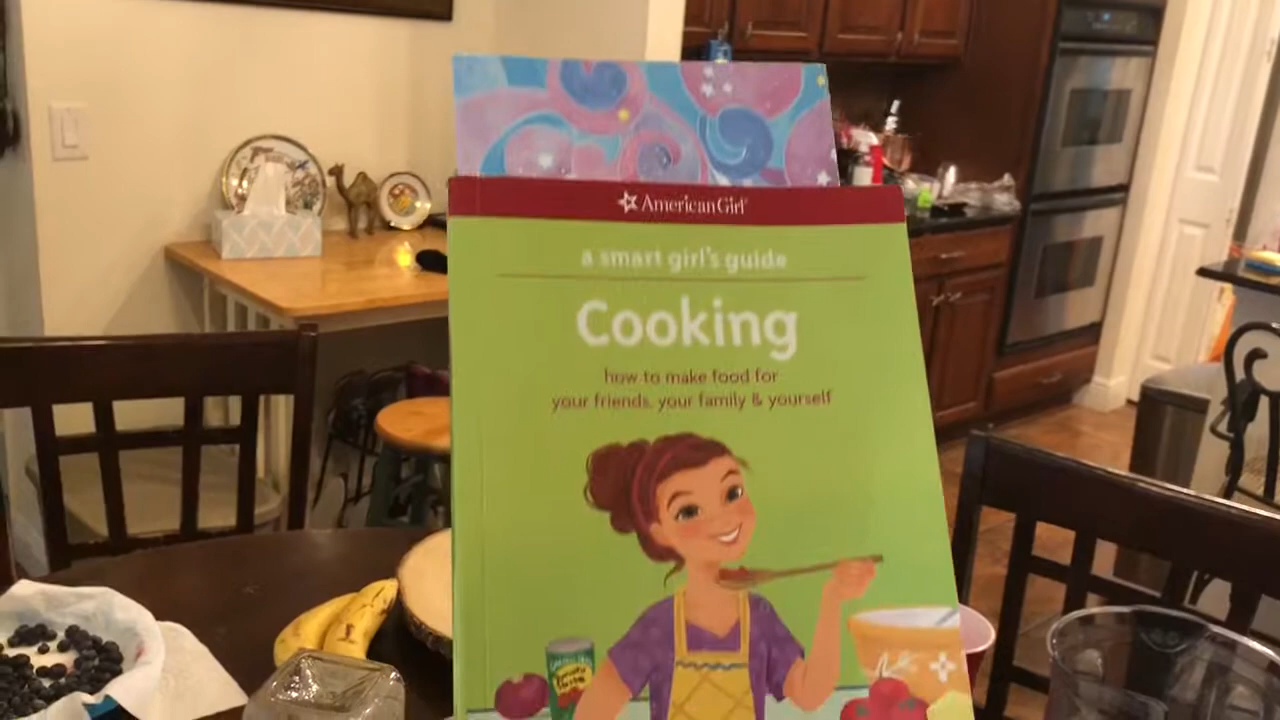 American Girl®
a smart girl's guide
Cooking
how to make food for
your friends, your family & yourself